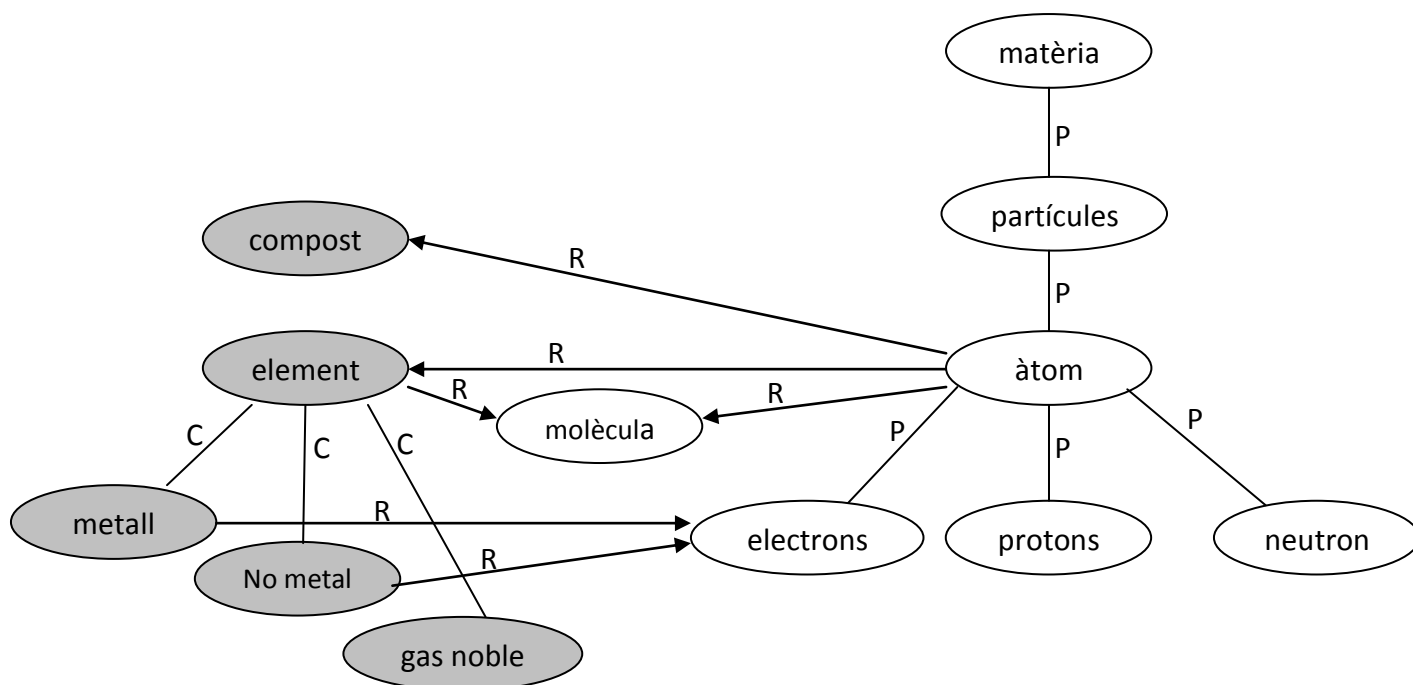 matèria
P
partícules
compost
R
P
element
R
àtom
R
R
molècula
C
C
C
P
P
P
metall
R
electrons
protons
neutron
No metal
R
gas noble